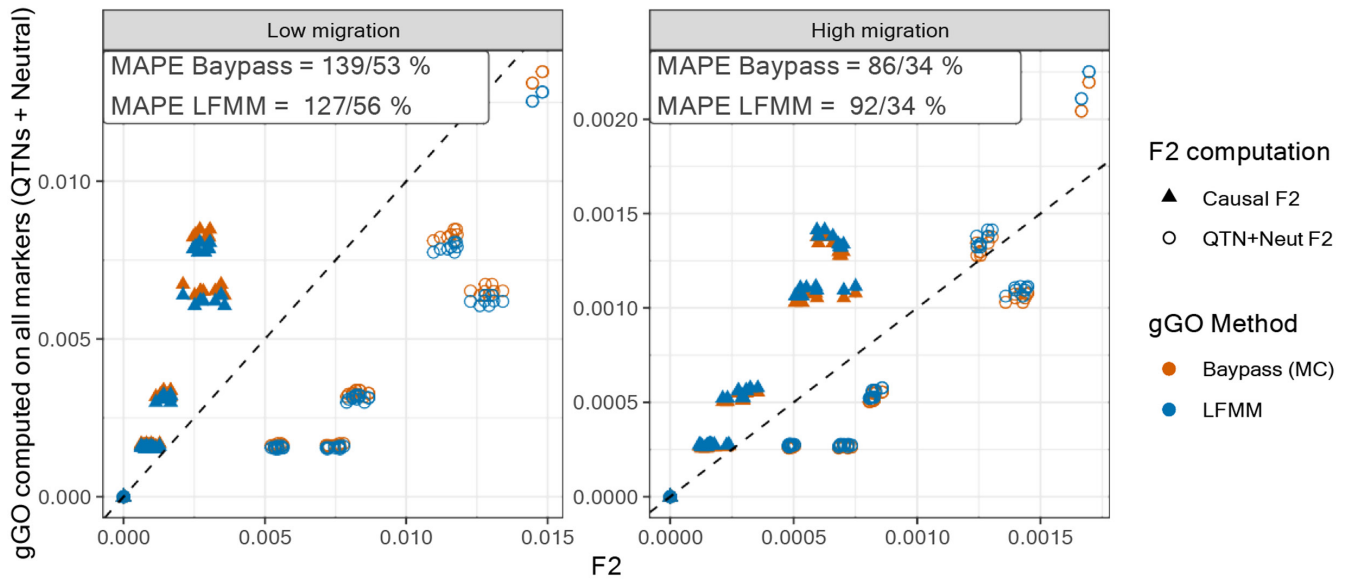 Low migration
High migration
MAPE Baypass = 139/53 %
MAPE LFMM = 127/56 %
MAPE Baypass = 86/34 %
MAPE LFMM = 92/34 %
gGO computed on all markers (QTNs + Neutral)
0.010
0.005
0.000
0.0020
0.0015
0.0010
0.0005
0.0000
0.000 0.005 0.010 0.015
0.0000 0.0005 0.0010 0.0015
F2
F2 computation
Causal F2
QTN+Neut F2
gGO Method
Baypass (MC)
LFMM